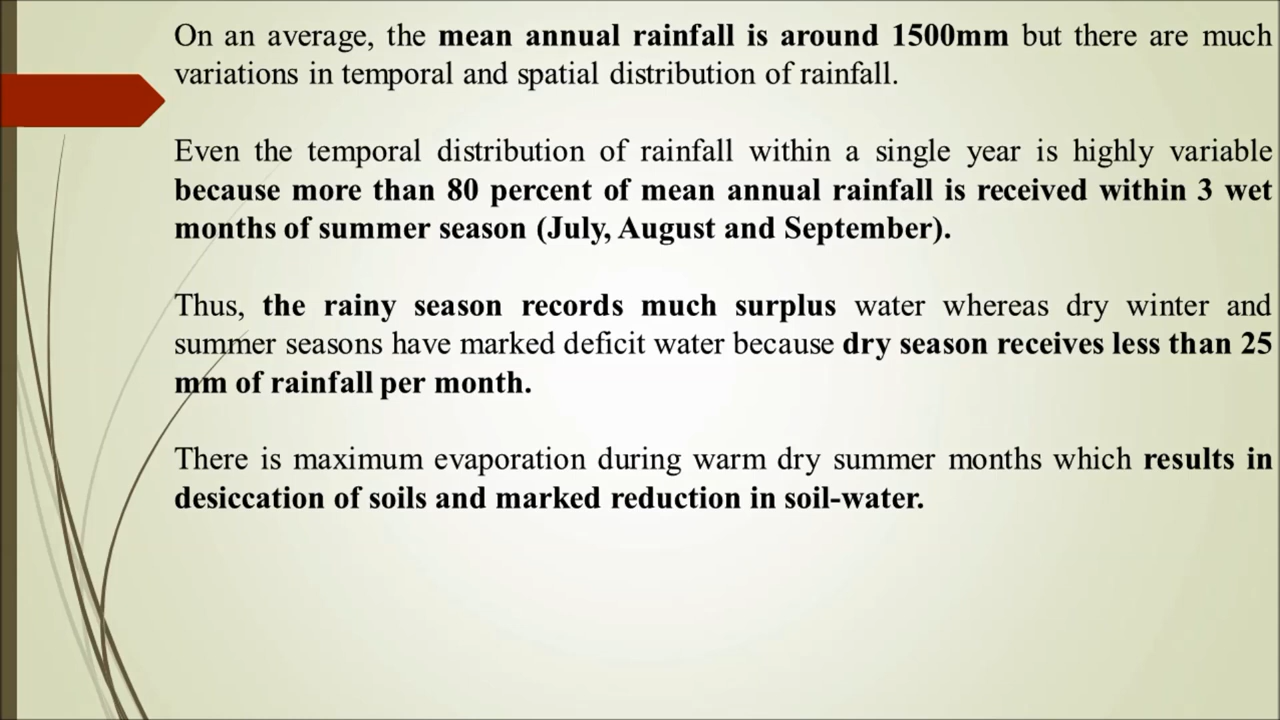 On an average, the mean annual rainfall is around 1500mm but there are much
variations in temporal and spatial distribution of rainfall.
Even the temporal distribution of rainfall within a single year is highly variable
because more than 80 percent of mean annual rainfall is received within 3 wet
months of summer season (July, August and September).
Thus, the rainy season records much surplus water whereas dry winter and
summer seasons have marked deficit water because dry season receives less than 25
mm of rainfall per month.
There is maximum evaporation during warm dry summer months which results in
desiccation of soils and marked reduction in soil-water.